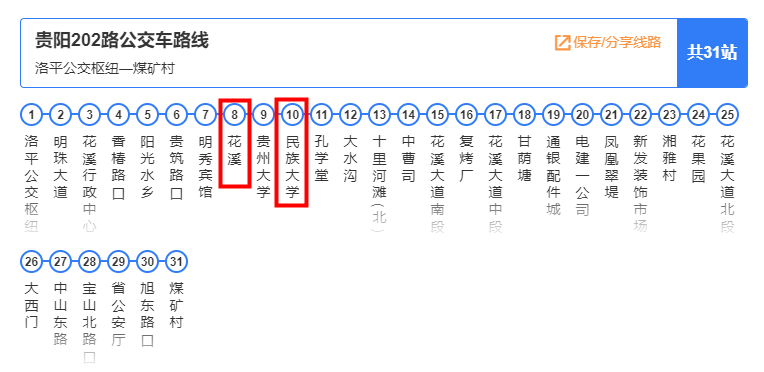 贵阳202路公交车路线
保存/分享线路
共31站
洛平公交枢纽—煤矿村
1 洛平公交枢纽
2 明珠大道
3 花溪行政中心
4 香椿路口
5 阳光水乡
6 贵筑路口
7 明秀宾馆
8 花溪
9 贵州大学
10 民族大学
11 孔学堂
12 大水沟
13 十里河滩(北)
14 中曹司
15 花溪大道南段
16 复烤厂
17 花溪大道中段
18 甘荫塘
19 通银配件城
20 电建一公司
21 凤凰翠堤
22 新发装饰市场
23 湘雅村
24 花果园
25 花溪大道北段
26 大西门
27 中山东路
28 宝山北路口
29 省公安厅
30 旭东路口
31 煤矿村